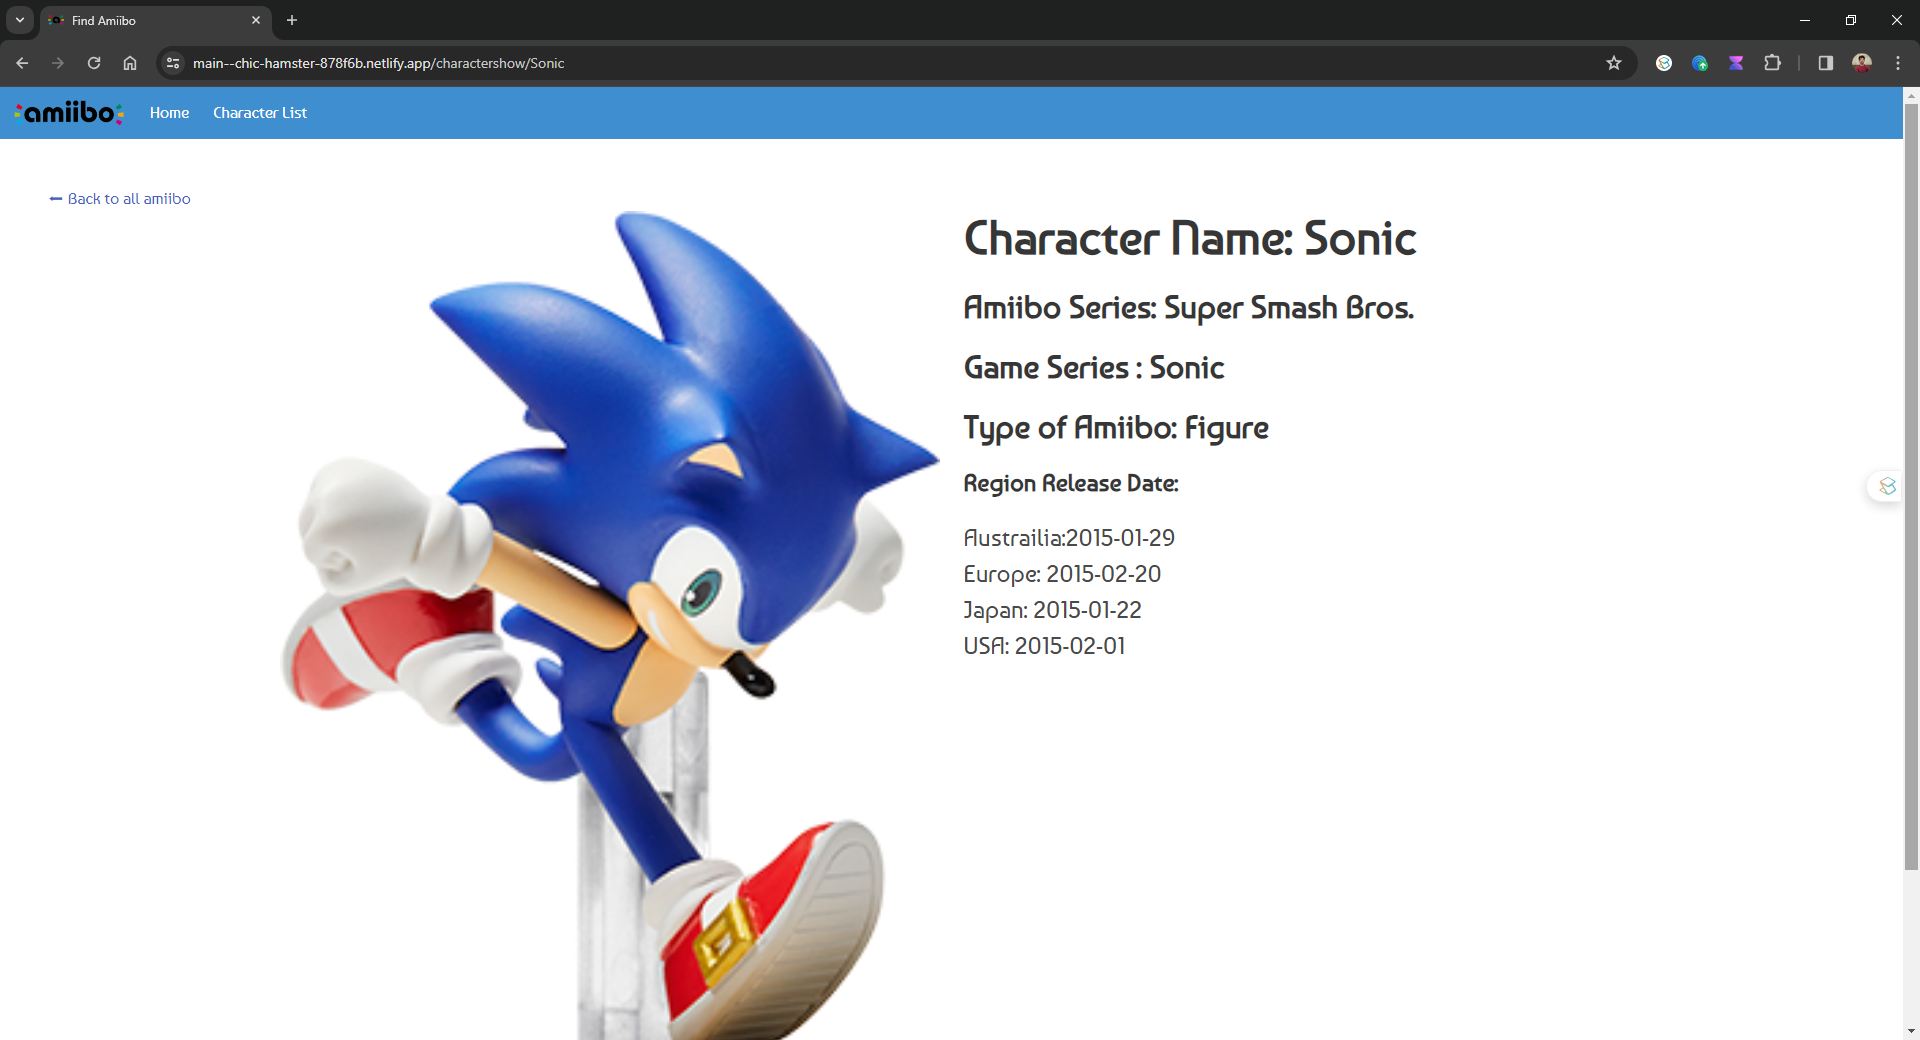 Find Amiibo
main--chic-hamster-878f6b.netlify.app/charactershow/Sonic
amiibo
Home
Character List
Back to all amiibo
Character Name: Sonic
Amiibo Series: Super Smash Bros.
Game Series : Sonic
Type of Amiibo: Figure
Region Release Date:
Austrailia:2015-01-29
Europe: 2015-02-20
Japan: 2015-01-22
USA: 2015-02-01